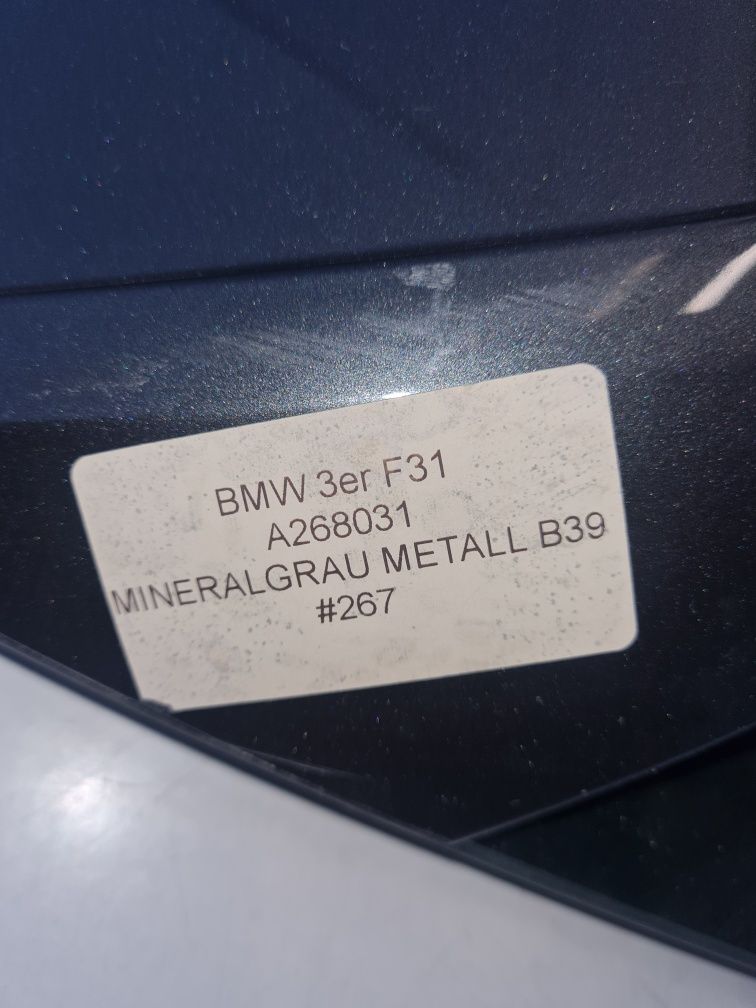 BMW 3er F31
A268031
MINERALGRAU METALL B39
#267